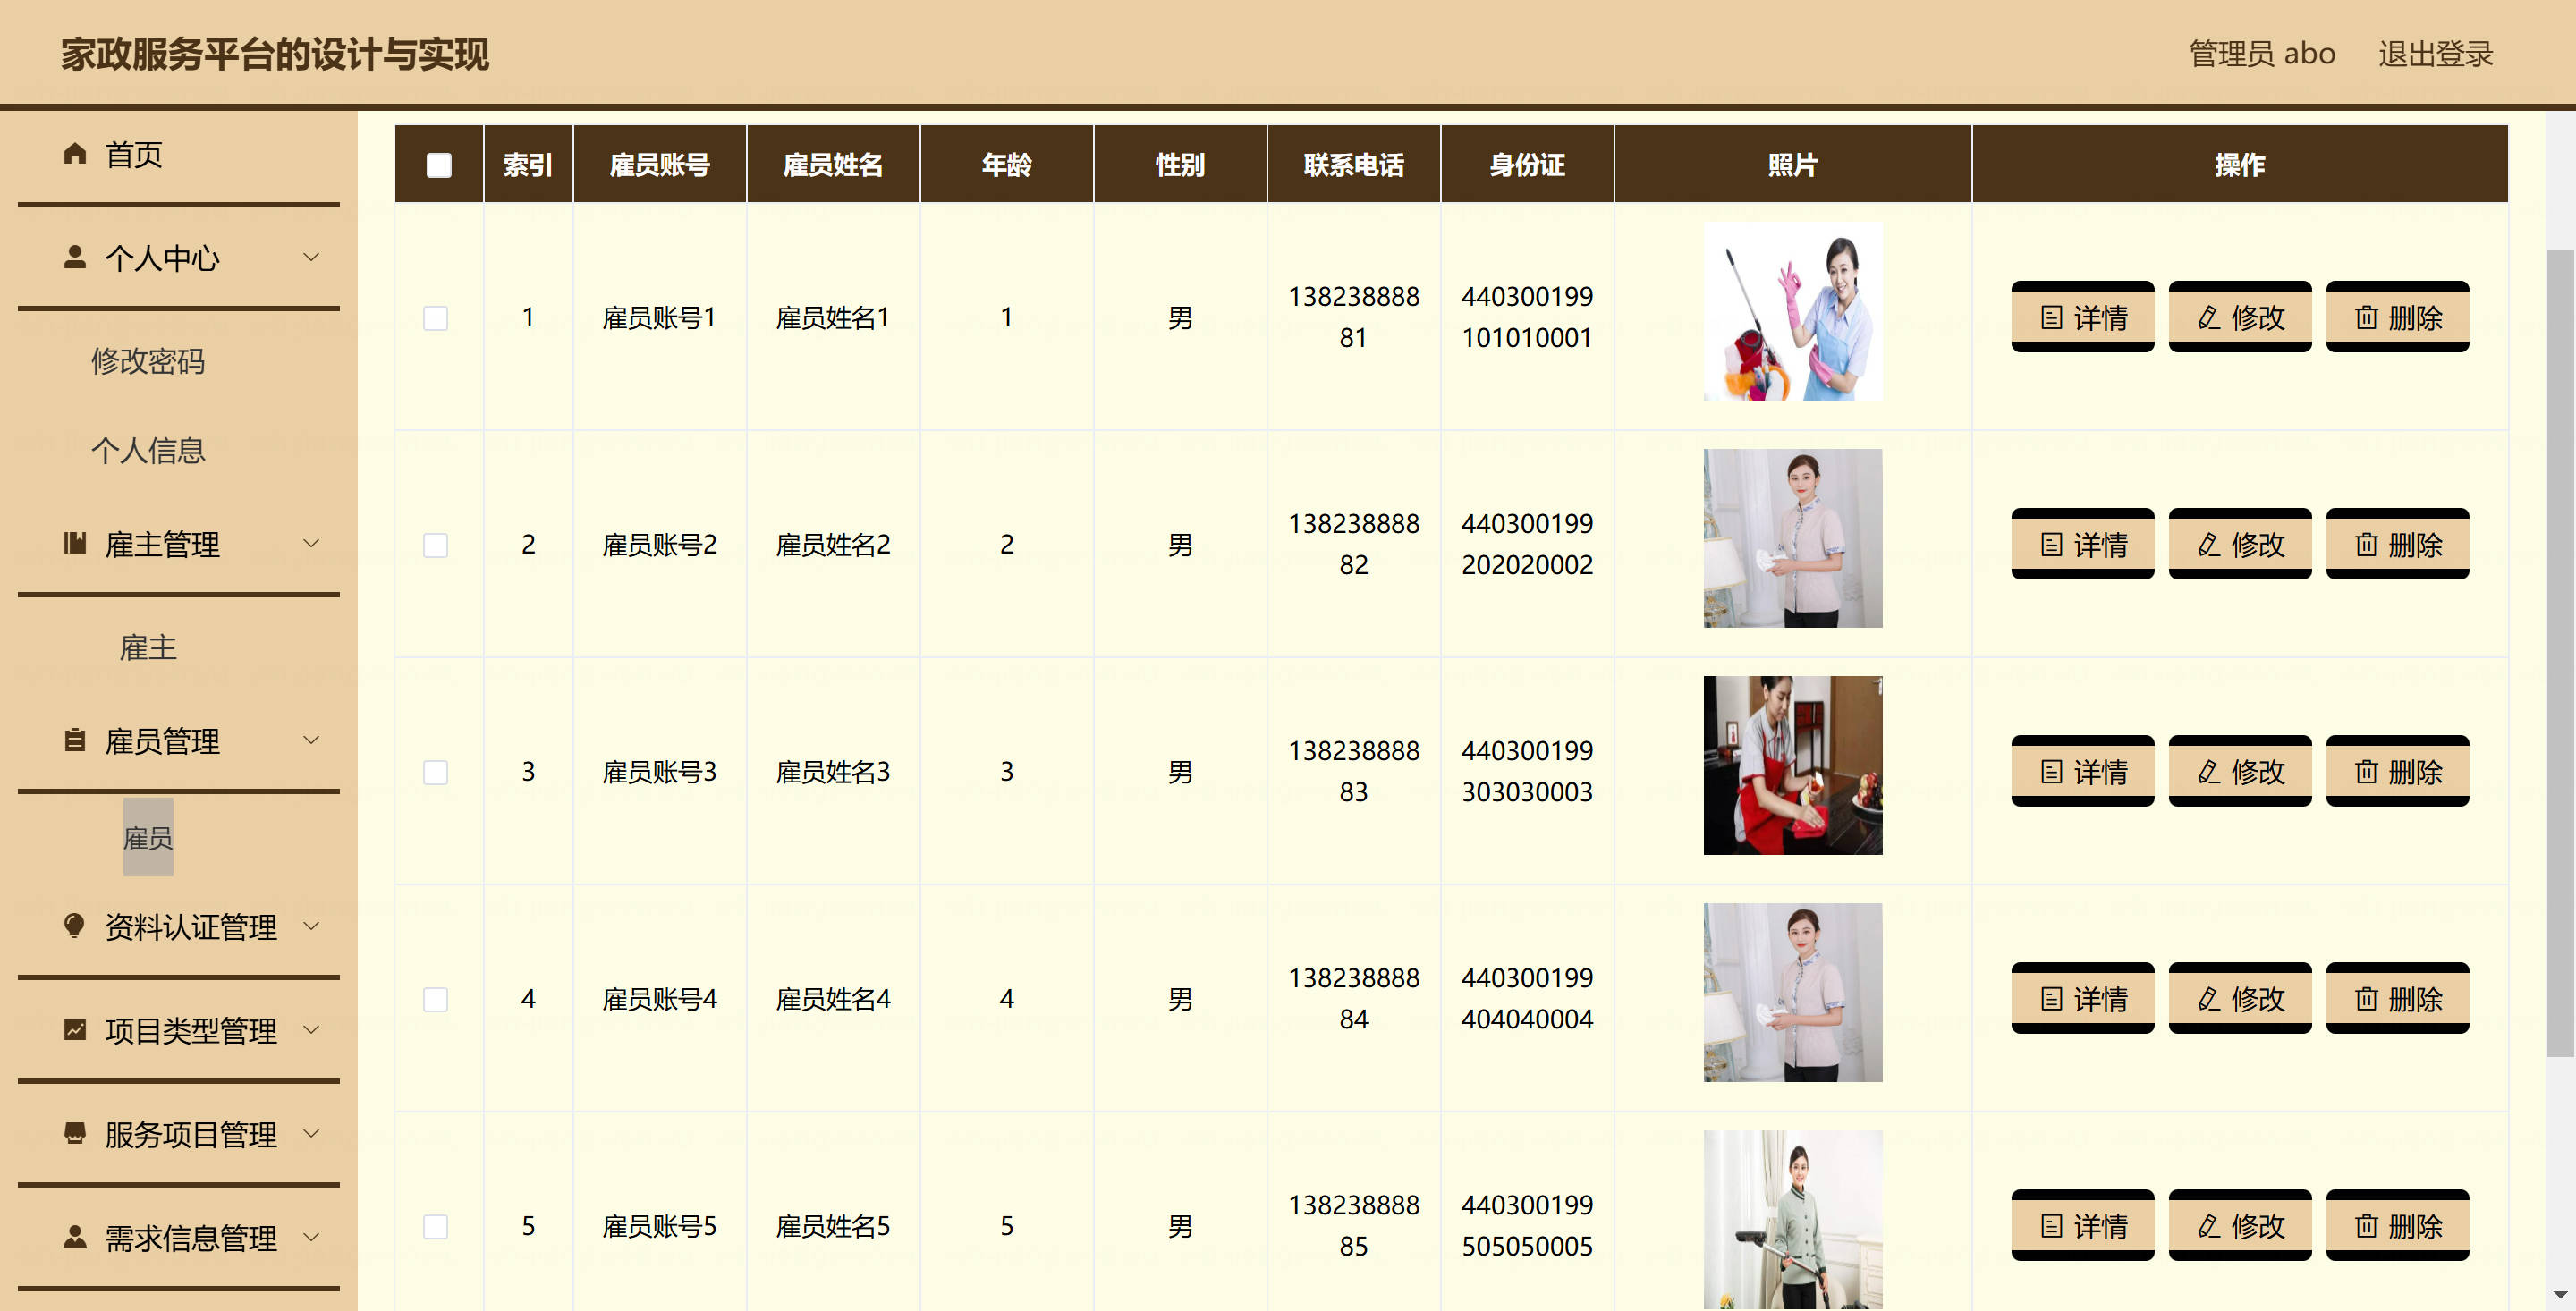 家政服务平台的设计与实现
管理员 abo 退出登录
首页
个人中心
修改密码
个人信息
雇主管理
雇主
雇员管理
雇员
资料认证管理
项目类型管理
服务项目管理
需求信息管理
索引 雇员账号 雇员姓名 年龄 性别 联系电话 身份证 照片 操作
1 雇员账号1 雇员姓名1 1 男 13823888881 440300199101010001 详情 修改 删除
2 雇员账号2 雇员姓名2 2 男 13823888882 440300199202020002 详情 修改 删除
3 雇员账号3 雇员姓名3 3 男 13823888883 440300199303030003 详情 修改 删除
4 雇员账号4 雇员姓名4 4 男 13823888884 440300199404040004 详情 修改 删除
5 雇员账号5 雇员姓名5 5 男 13823888885 440300199505050005 详情 修改 删除